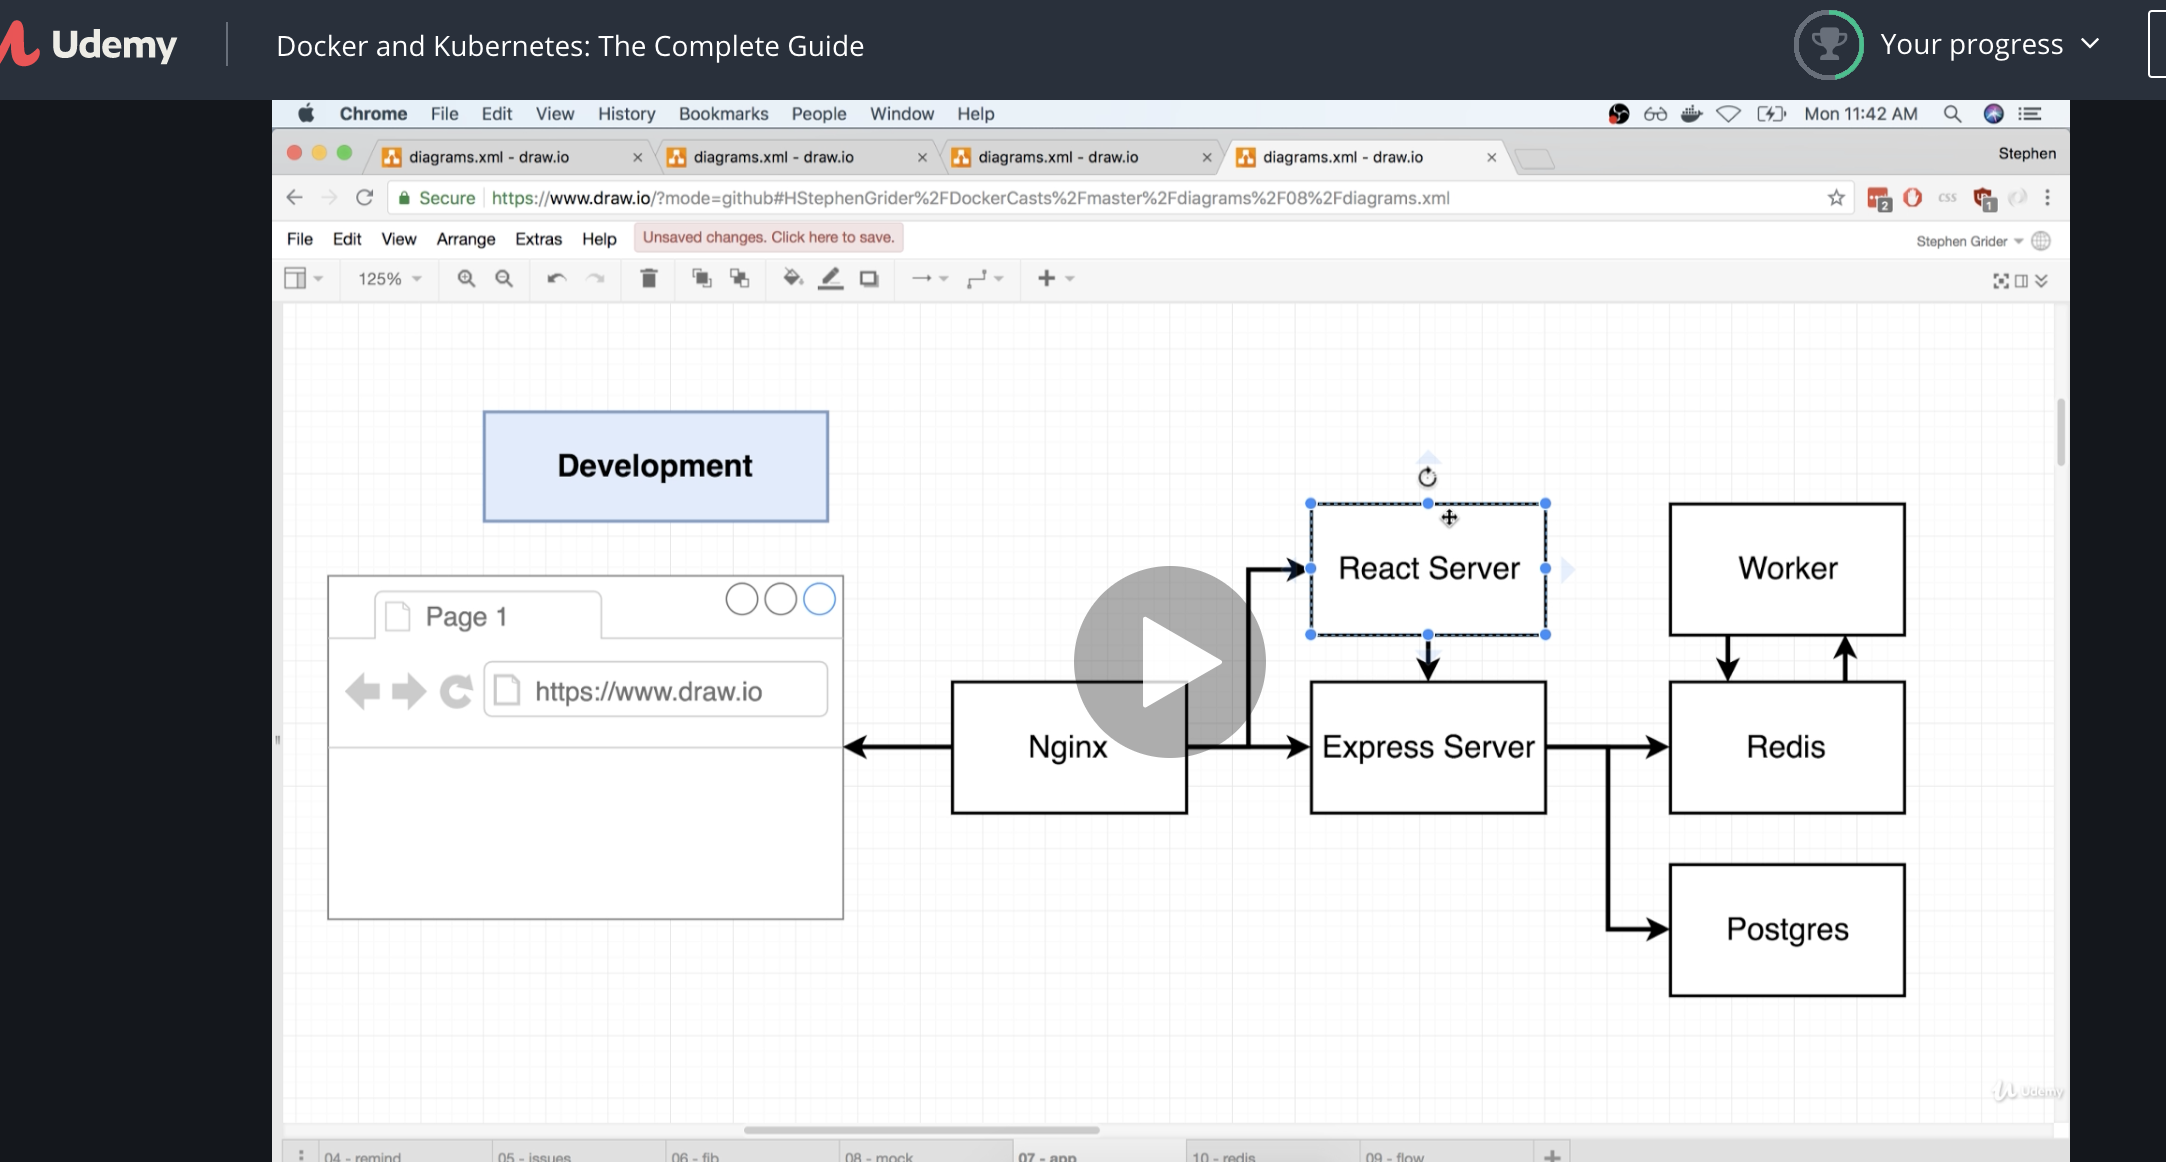 Udemy
Docker and Kubernetes: The Complete Guide
Your progress
Chrome File Edit View History Bookmarks People Window Help
Mon 11:42 AM
diagrams.xml - draw.io
diagrams.xml - draw.io
diagrams.xml - draw.io
diagrams.xml - draw.io
Stephen
Secure
https://www.draw.io/?mode=github#HStephenGrider%2FDockerCasts%2Fmaster%2Fdiagrams%2F08%2Fdiagrams.xml
2
css
1
File Edit View Arrange Extras Help
Unsaved changes. Click here to save.
Stephen Grider
125%
Development
React Server
Worker
Page 1
https://www.draw.io
Nginx
Express Server
Redis
Postgres
Udemy
04 - remind
05 - issues
06 - fib
08 - mock
07 - app
10 - redis
09 - flow